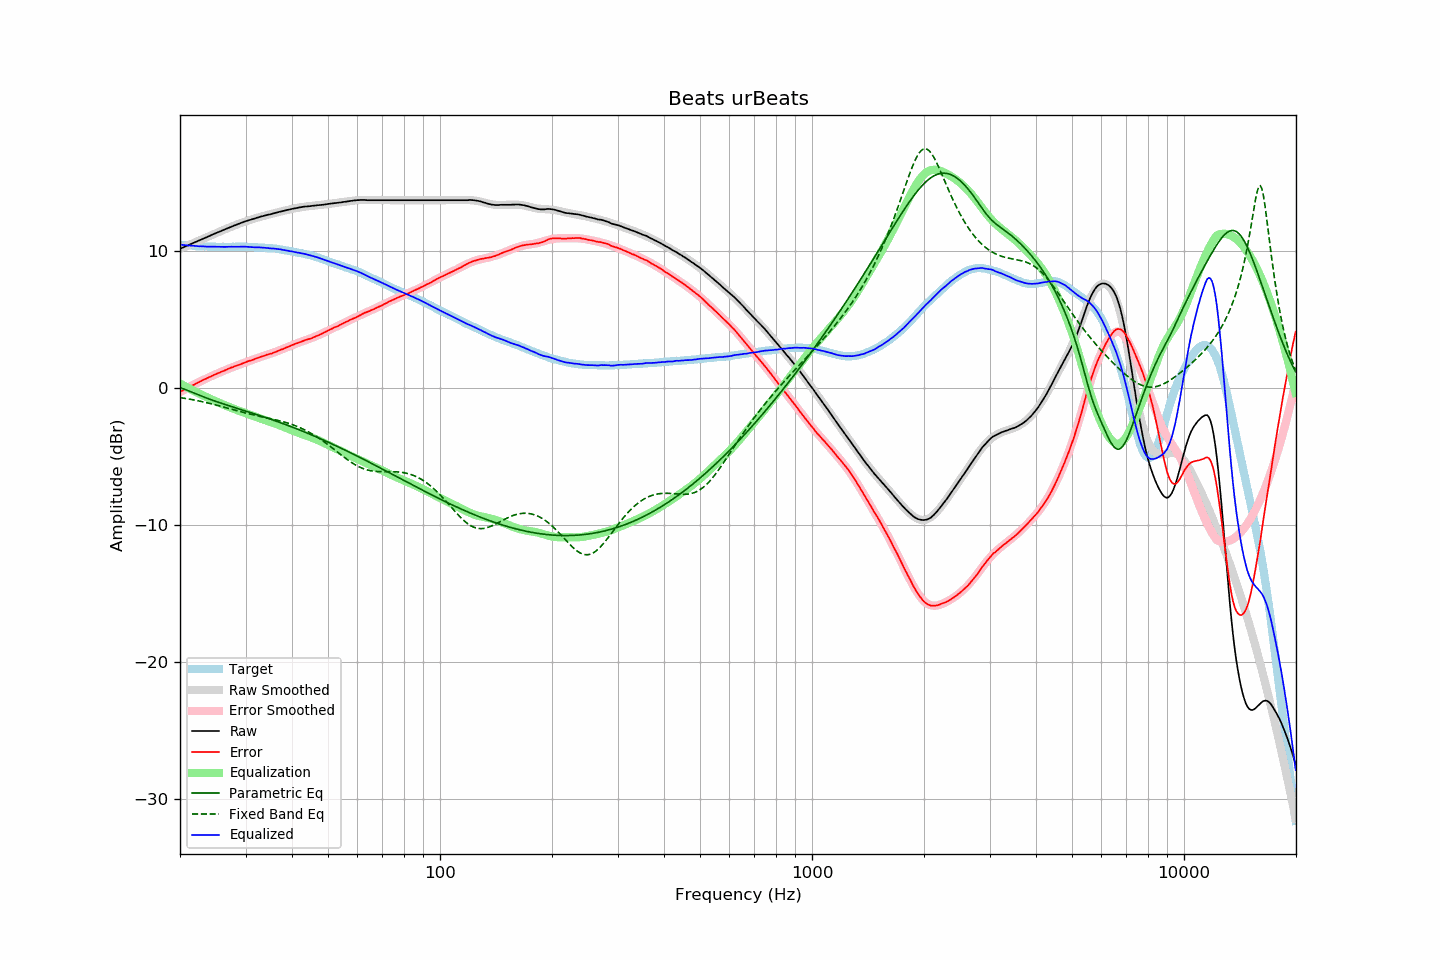 Beats urBeats
10
0
−10
−20
−30
Amplitude (dBr)
Target
Raw Smoothed
Error Smoothed
Raw
Error
Equalization
Parametric Eq
Fixed Band Eq
Equalized
100
1000
10000
Frequency (Hz)